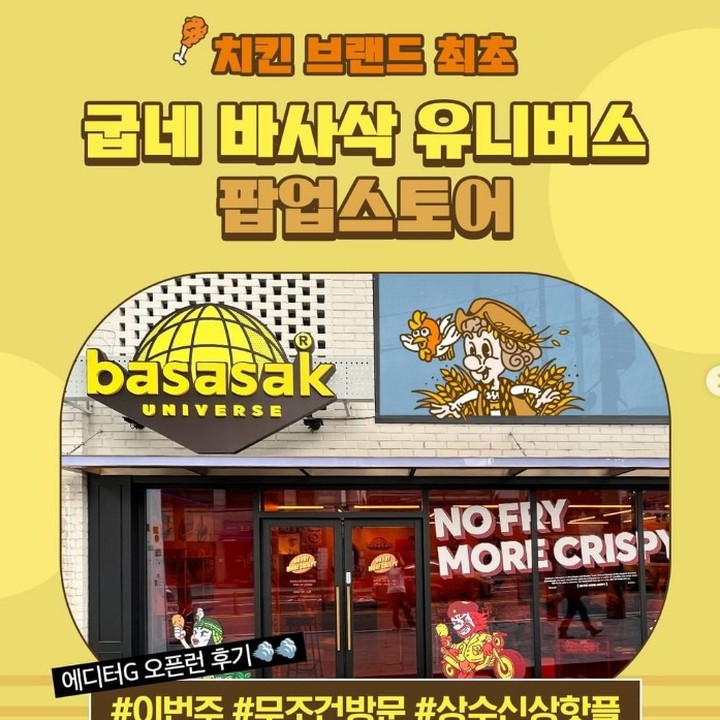 치킨 브랜드 최초
굽네 바사삭 유니버스
팝업스토어
basasak®
UNIVERSE
NO FRY
MORE CRISPY
에디터G 오픈런 후기
#이번주 #무조건방문 #상수신상핫플